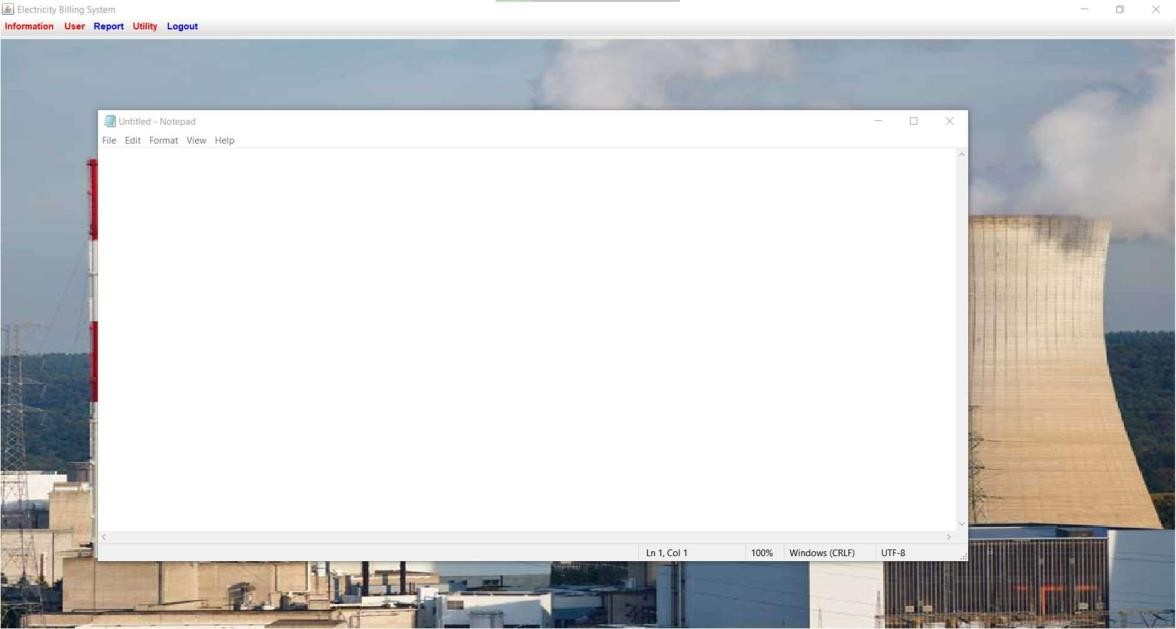 Electricity Billing System
Information User Report Utility Logout
Untitled - Notepad
File Edit Format View Help
Ln 1, Col 1 100% Windows (CRLF) UTF-8